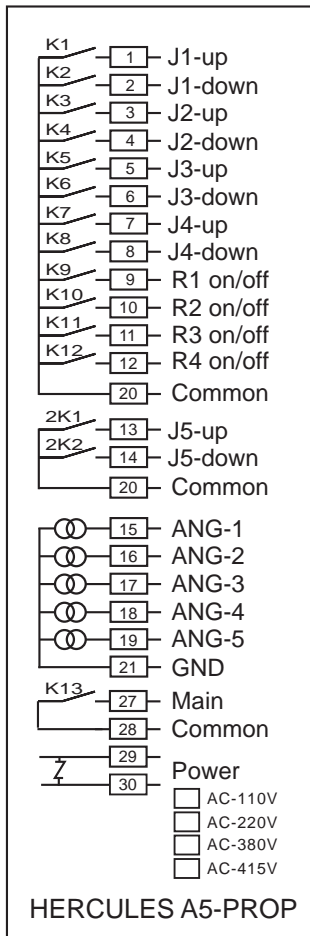 K1 1 J1-up
K2 2 J1-down
K3 3 J2-up
K4 4 J2-down
K5 5 J3-up
K6 6 J3-down
K7 7 J4-up
K8 8 J4-down
K9 9 R1 on/off
K10 10 R2 on/off
K11 11 R3 on/off
K12 12 R4 on/off
20 Common
2K1 13 J5-up
2K2 14 J5-down
20 Common
15 ANG-1
16 ANG-2
17 ANG-3
18 ANG-4
19 ANG-5
21 GND
K13 27 Main
28 Common
29
30 Power
AC-110V
AC-220V
AC-380V
AC-415V
HERCULES A5-PROP